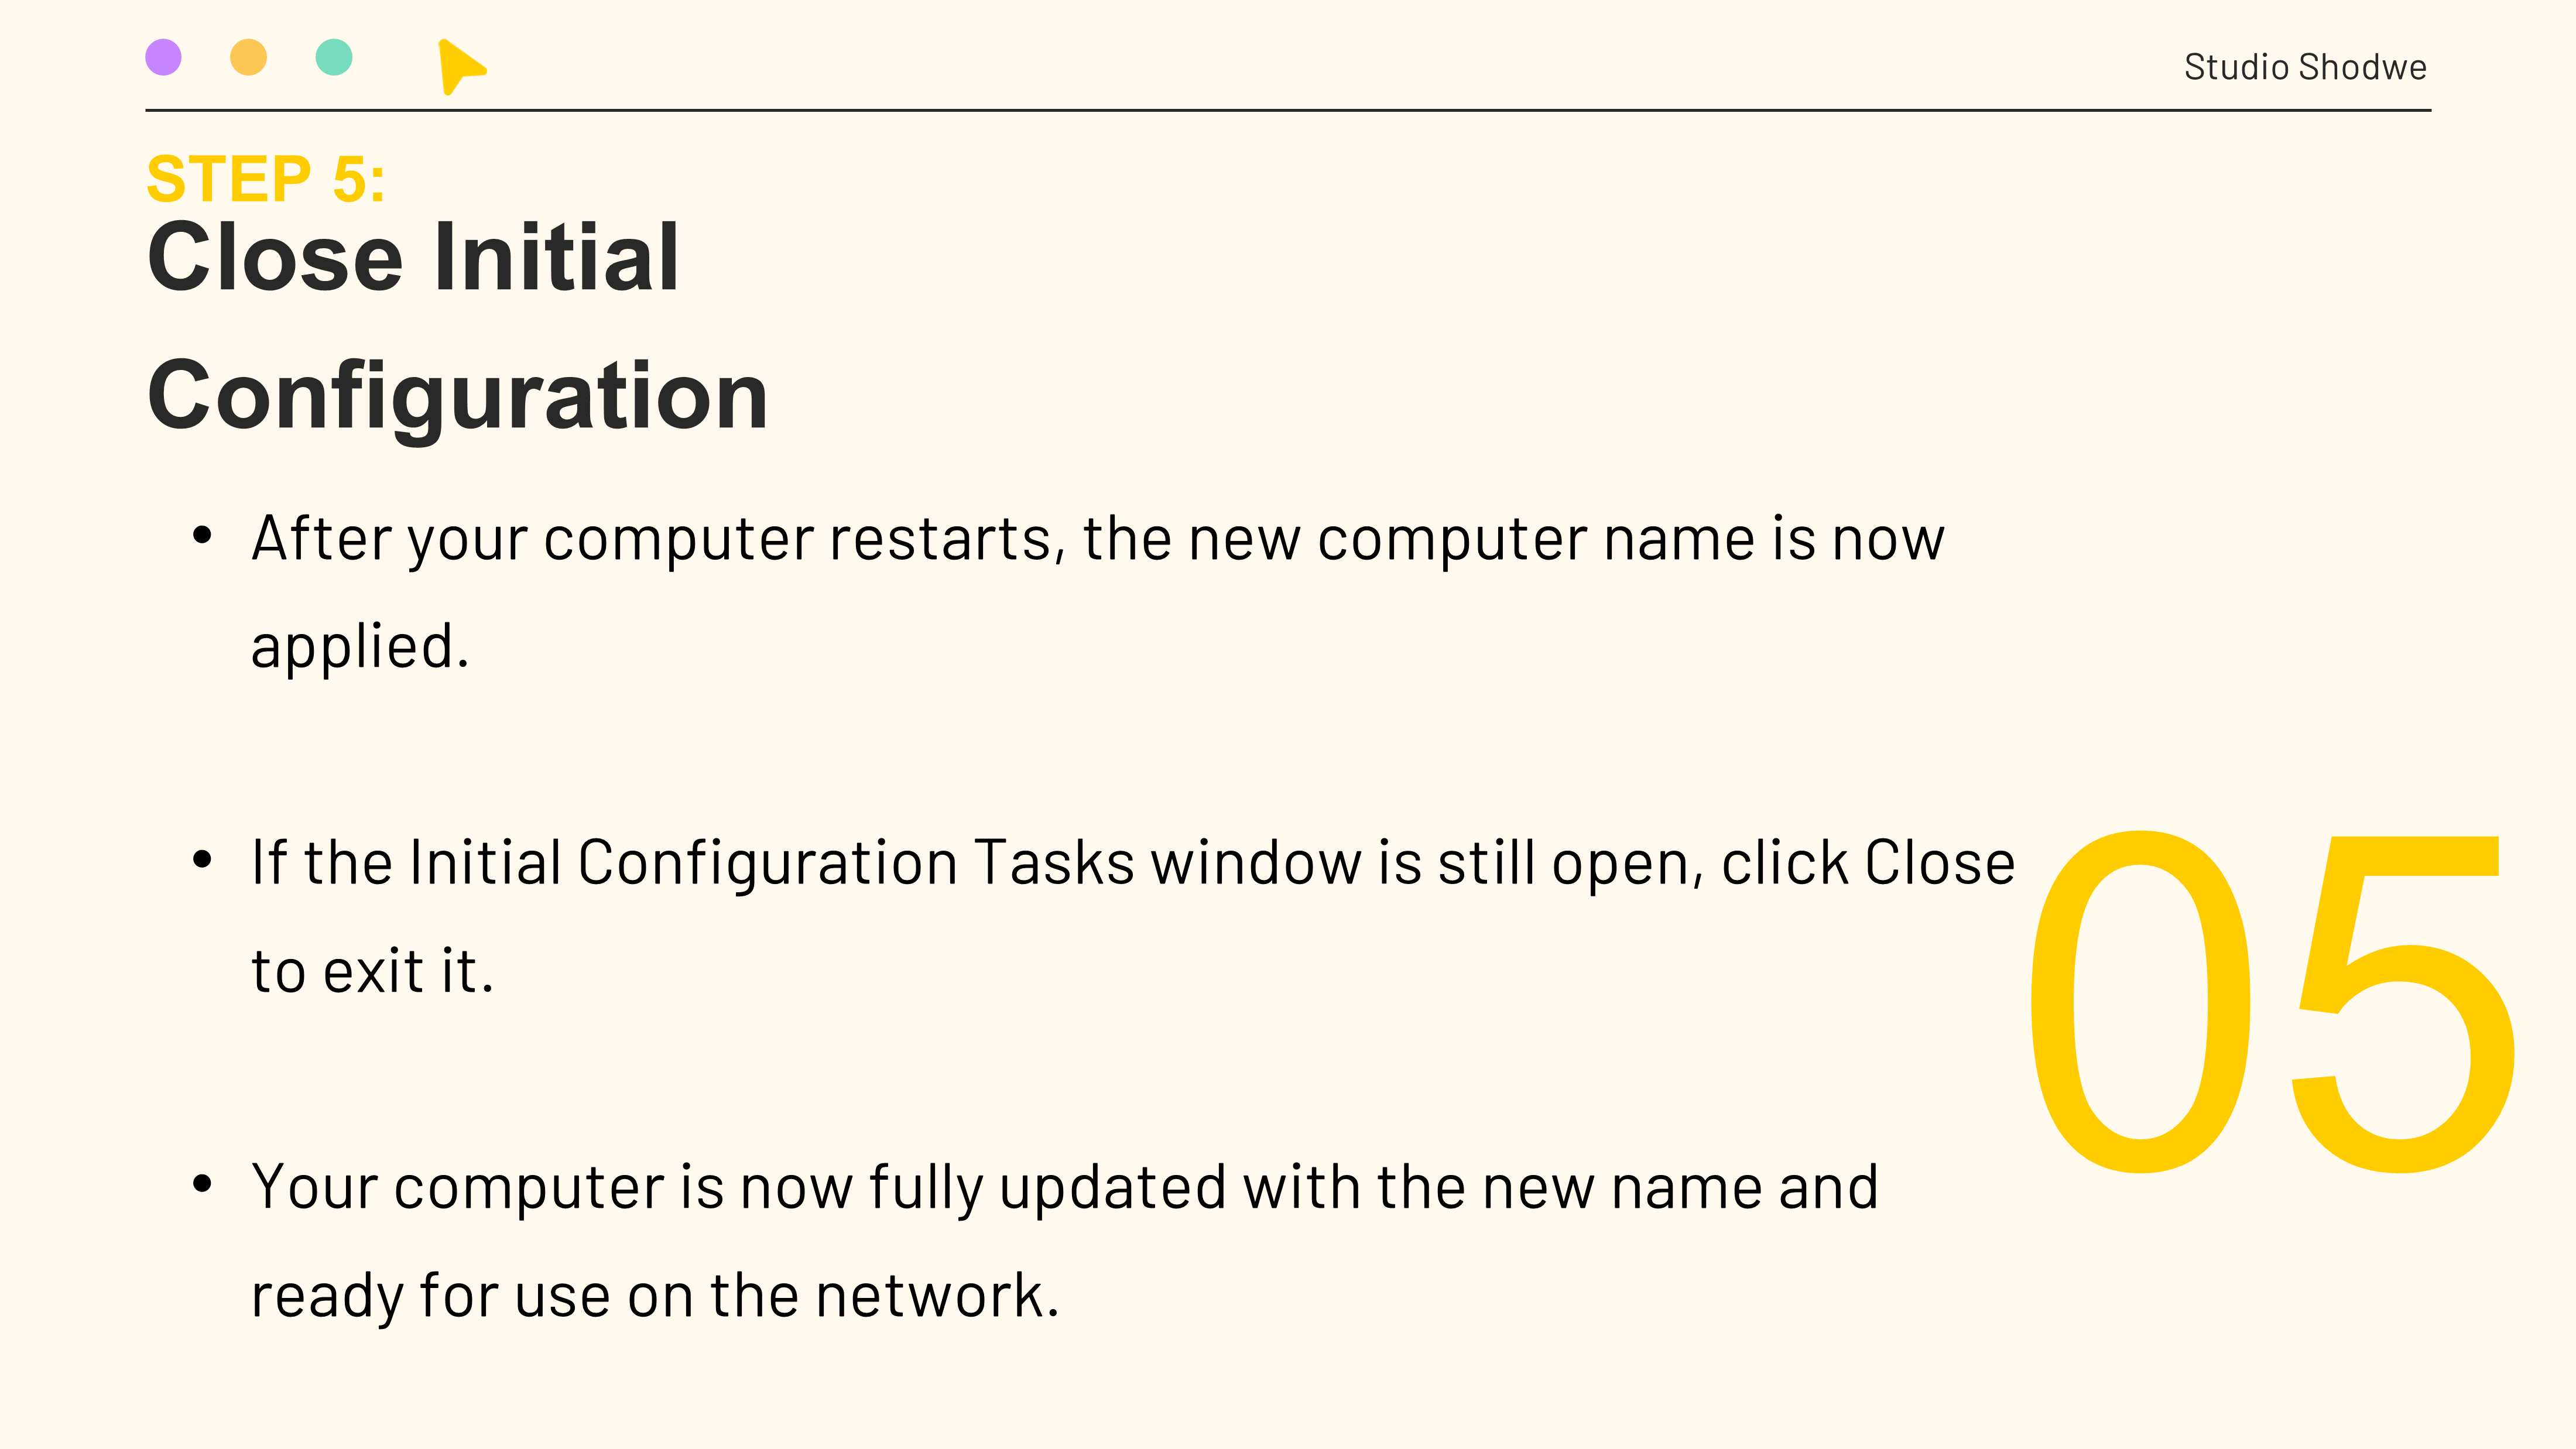 Studio Shodwe
STEP 5:
Close Initial
Configuration
• After your computer restarts, the new computer name is now
applied.
• If the Initial Configuration Tasks window is still open, click Close
to exit it.
• Your computer is now fully updated with the new name and
ready for use on the network.
05